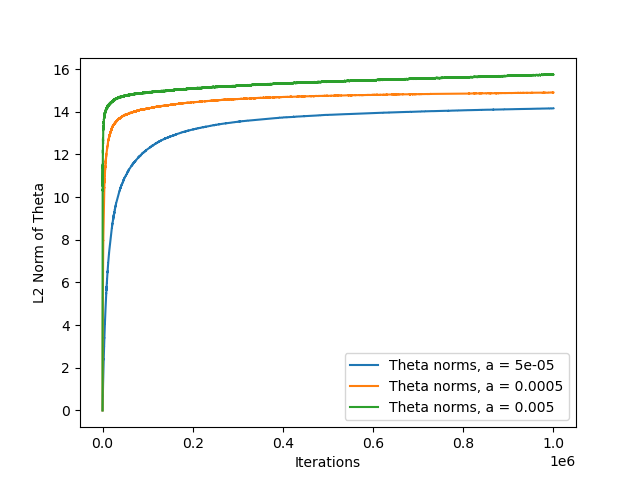 16
14
12
10
8
6
4
2
0
L2 Norm of Theta
Theta norms, a = 5e-05
Theta norms, a = 0.0005
Theta norms, a = 0.005
0.0 0.2 0.4 0.6 0.8 1.0
Iterations
1e6